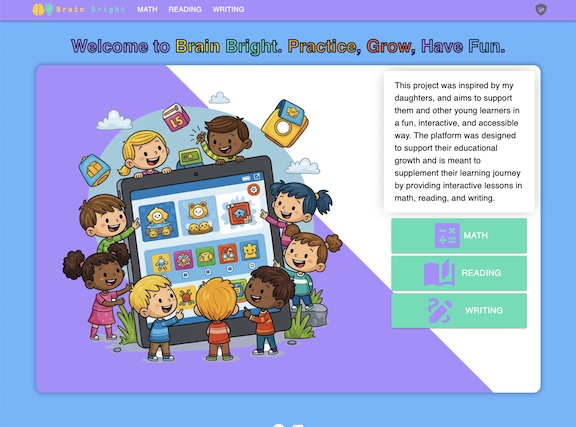 Brain Bright MATH READING WRITING
Welcome to Brain Bright. Practice, Grow, Have Fun.
This project was inspired by my
daughters, and aims to support
them and other young learners in
a fun, interactive, and accessible
way. The platform was designed
to support their educational
growth and is meant to
supplement their learning journey
by providing interactive lessons in
math, reading, and writing.
MATH
READING
WRITING